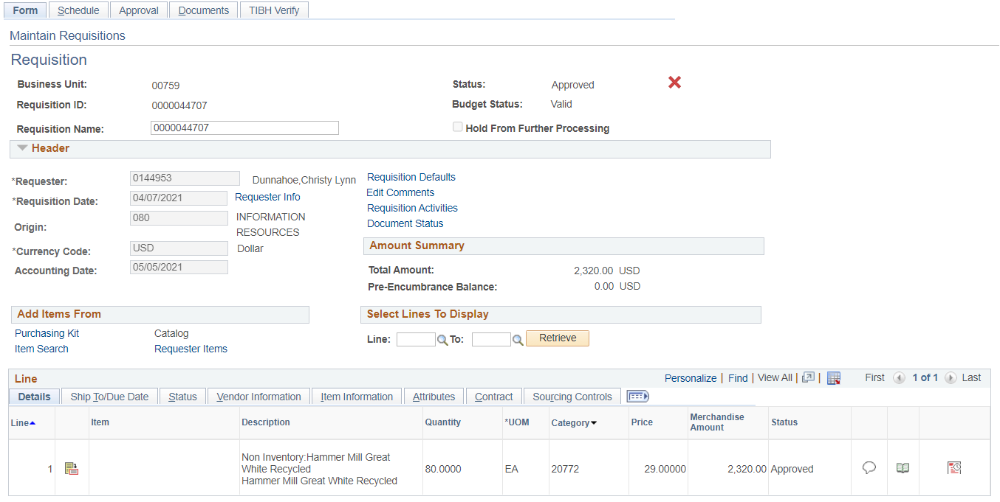 Form Schedule Approval Documents TIBH Verify
Maintain Requisitions
Requisition
Business Unit: 00759 Status: Approved
Requisition ID: 0000044707 Budget Status: Valid
Requisition Name: 0000044707 Hold From Further Processing
Header
*Requester: 0144953 Dunnahoe,Christy Lynn Requisition Defaults
*Requisition Date: 04/07/2021 Requester Info Edit Comments
Requisition Activities
Origin: 080 INFORMATION
RESOURCES Document Status
*Currency Code: USD Dollar Amount Summary
Accounting Date: 05/05/2021 Total Amount: 2,320.00 USD
Pre-Encumbrance Balance: 0.00 USD
Add Items From Select Lines To Display
Purchasing Kit Catalog Line: To: Retrieve
Item Search Requester Items
Line Personalize | Find | View All | | First 1 of 1 Last
Details Ship To/Due Date Status Vendor Information Item Information Attributes Contract Sourcing Controls
Line Item Description Quantity *UOM Category Price Merchandise
Amount Status
1 Non Inventory:Hammer Mill Great
White Recycled
Hammer Mill Great White Recycled 80.0000 EA 20772 29.00000 2,320.00 Approved